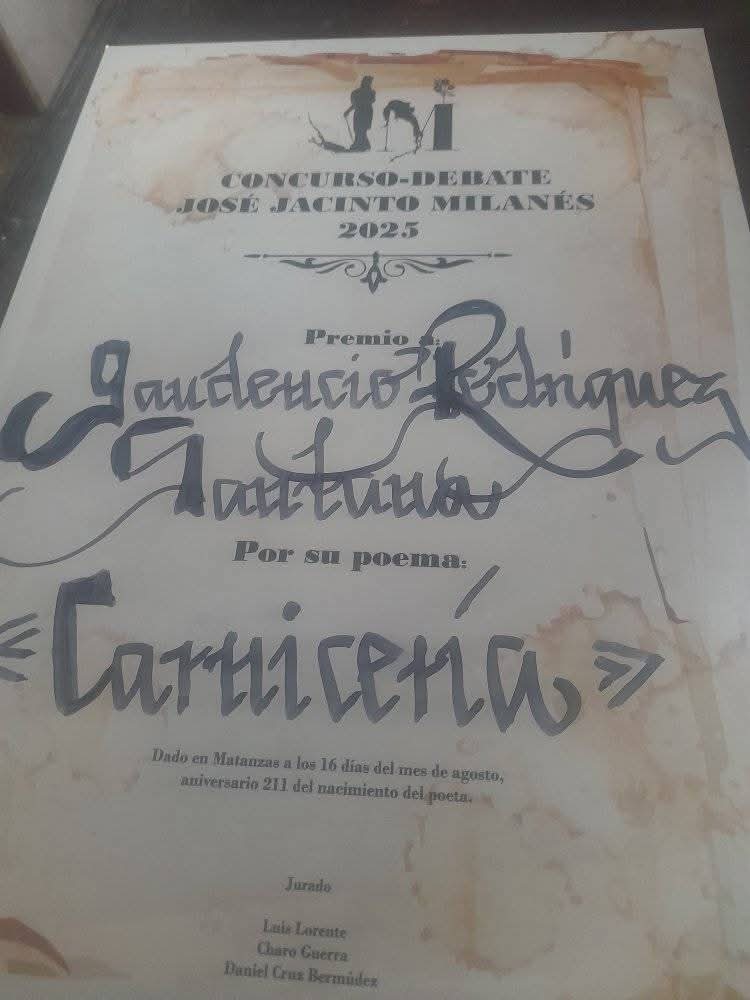 JM
CONCURSO-DEBATE
JOSÉ JACINTO MILANÉS
2025
Premio a:
Gaudencio Rodríguez
Santana
Por su poema:
«Carnicería»
Dado en Matanzas a los 16 días del mes de agosto,
aniversario 211 del nacimiento del poeta.
Jurado
Luis Lorente
Charo Guerra
Daniel Cruz Bermúdez